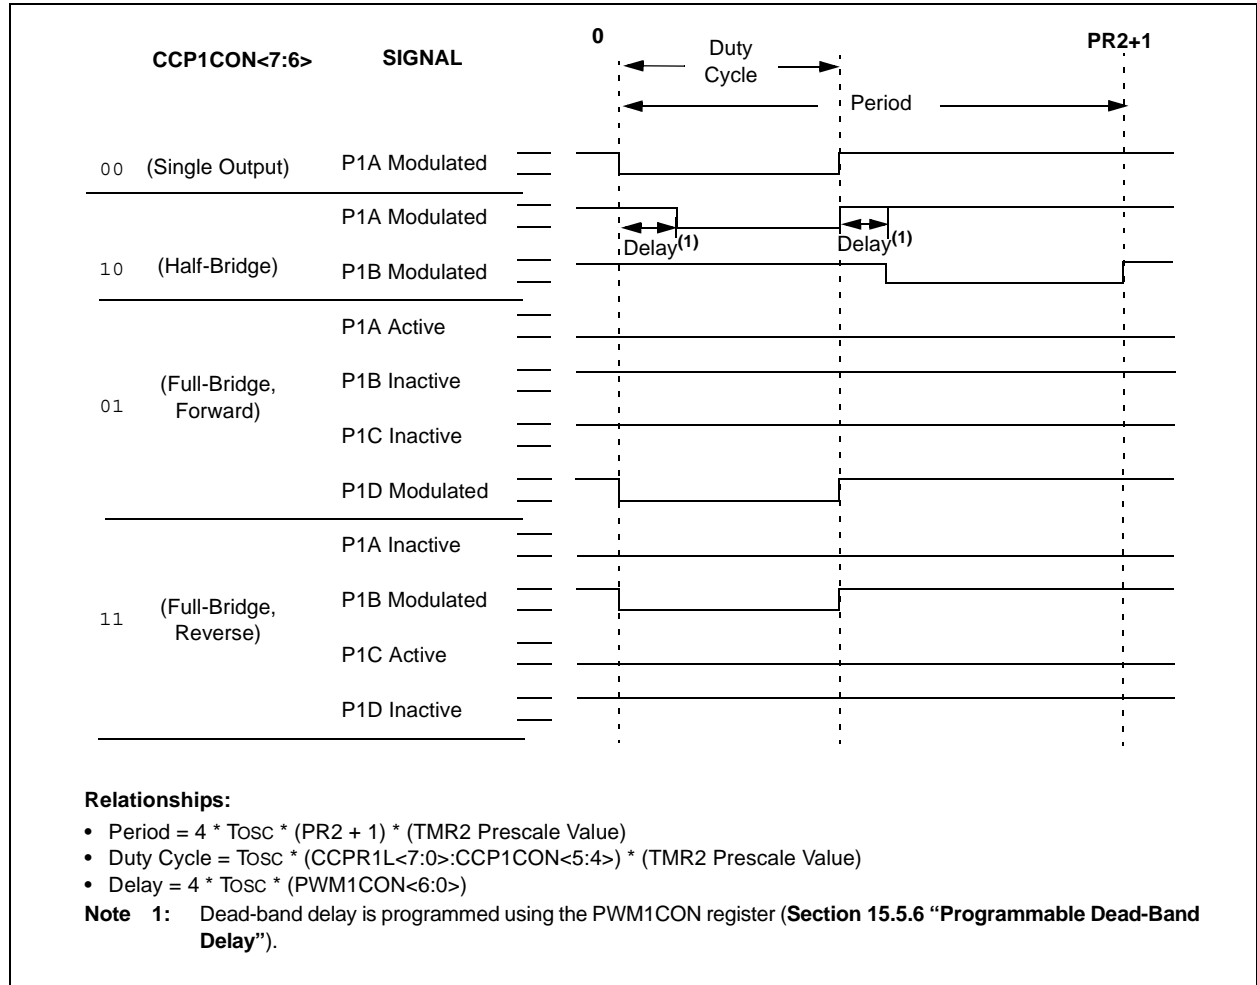 CCP1CON<7:6> SIGNAL 0 Duty Cycle PR2+1
Period
00 (Single Output) P1A Modulated
P1A Modulated
Delay(1) Delay(1)
10 (Half-Bridge) P1B Modulated
P1A Active
P1B Inactive
01 (Full-Bridge, Forward)
P1C Inactive
P1D Modulated
P1A Inactive
P1B Modulated
11 (Full-Bridge, Reverse)
P1C Active
P1D Inactive
Relationships:
• Period = 4 * TOSC * (PR2 + 1) * (TMR2 Prescale Value)
• Duty Cycle = TOSC * (CCPR1L<7:0>:CCP1CON<5:4>) * (TMR2 Prescale Value)
• Delay = 4 * TOSC * (PWM1CON<6:0>)
Note 1: Dead-band delay is programmed using the PWM1CON register (Section 15.5.6 “Programmable Dead-Band
Delay”).